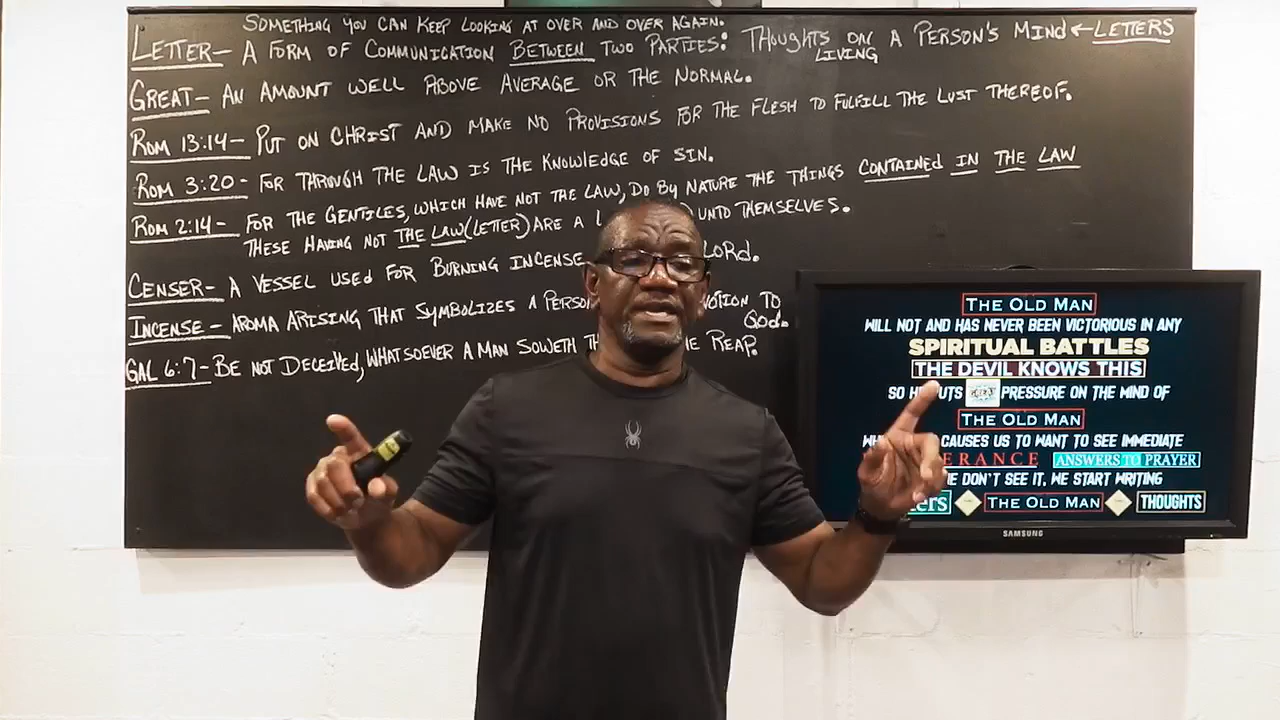 SOMETHING YOU CAN KEEP LOOKING AT OVER AND OVER AGAIN.
LETTER- A FORM OF COMMUNICATION BETWEEN TWO PARTIES: THOUGHTS ON A PERSON'S MIND ← LETTERS
LIVING
GREAT- AN AMOUNT WELL ABOVE AVERAGE OR THE NORMAL.
ROM 13:14- PUT ON CHRIST AND MAKE NO PROVISIONS FOR THE FLESH TO FULFILL THE LUST THEREOF.
ROM 3:20- FOR THROUGH THE LAW IS THE KNOWLEDGE OF SIN.
ROM 2:14- FOR THE GENTILES, WHICH HAVE NOT THE LAW, DO BY NATURE THE THINGS CONTAINED IN THE LAW
THESE HAVING NOT THE LAW(LETTER) ARE A UNTO THEMSELVES.
CENSER- A VESSEL USED FOR BURNING INCENSE LORD.
INCENSE- AROMA ARISING THAT SYMBOLIZES A TO
GOD.
GAL 6:7- BE NOT DECEIVED, WHATSOEVER A MAN SOWETH REAP.
THE OLD MAN
WILL NOT AND HAS NEVER BEEN VICTORIOUS IN ANY
SPIRITUAL BATTLES
THE DEVIL KNOWS THIS
SO PRESSURE ON THE MIND OF
THE OLD MAN
CAUSES US TO WANT TO SEE IMMEDIATE
ANSWERS TO PRAYER
DON'T SEE IT, WE START WRITING
THE OLD MAN THOUGHTS
SAMSUNG